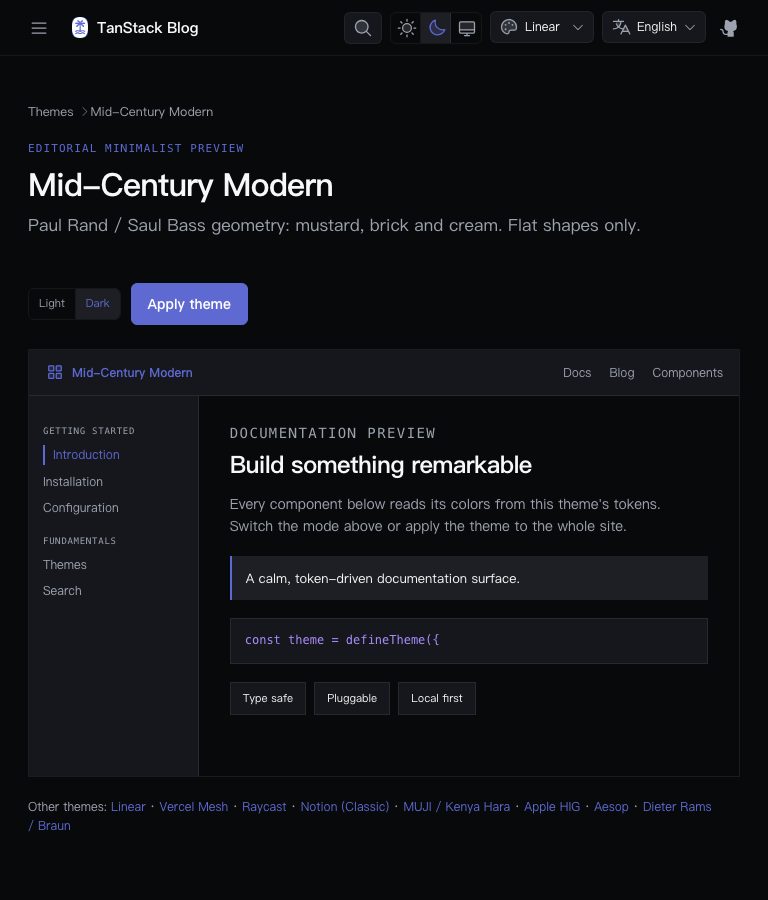 TanStack Blog
Linear
English
Themes
Mid-Century Modern
EDITORIAL MINIMALIST PREVIEW
Mid-Century Modern
Paul Rand / Saul Bass geometry: mustard, brick and cream. Flat shapes only.
Light
Dark
Apply theme
Mid-Century Modern
Docs
Blog
Components
GETTING STARTED
Introduction
Installation
Configuration
FUNDAMENTALS
Themes
Search
DOCUMENTATION PREVIEW
Build something remarkable
Every component below reads its colors from this theme's tokens.
Switch the mode above or apply the theme to the whole site.
A calm, token-driven documentation surface.
const theme = defineTheme({
Type safe
Pluggable
Local first
Other themes: Linear · Vercel Mesh · Raycast · Notion (Classic) · MUJI / Kenya Hara · Apple HIG · Aesop · Dieter Rams
/ Braun